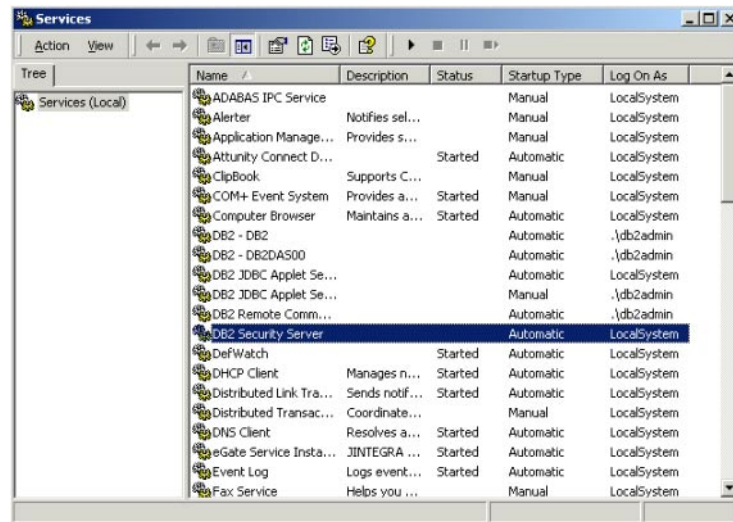 Services
Action View
Tree
Services (Local)
Name Description Status Startup Type Log On As
ADABAS IPC Service Manual LocalSystem
Alerter Notifies sel... Manual LocalSystem
Application Manage... Provides s... Manual LocalSystem
Attunity Connect D... Started Automatic LocalSystem
ClipBook Supports C... Manual LocalSystem
COM+ Event System Provides a... Started Manual LocalSystem
Computer Browser Maintains a... Started Automatic LocalSystem
DB2 - DB2 Automatic .\db2admin
DB2 - DB2DAS00 Automatic .\db2admin
DB2 JDBC Applet Se... Automatic LocalSystem
DB2 JDBC Applet Se... Manual .\db2admin
DB2 Remote Comm... Automatic .\db2admin
DB2 Security Server Automatic LocalSystem
DefWatch Started Automatic LocalSystem
DHCP Client Manages n... Started Automatic LocalSystem
Distributed Link Tra... Sends notif... Started Automatic LocalSystem
Distributed Transac... Coordinate... Manual LocalSystem
DNS Client Resolves a... Started Automatic LocalSystem
eGate Service Insta... JINTEGRA ... Started Automatic LocalSystem
Event Log Logs event... Started Automatic LocalSystem
Fax Service Helps you ... Manual LocalSystem